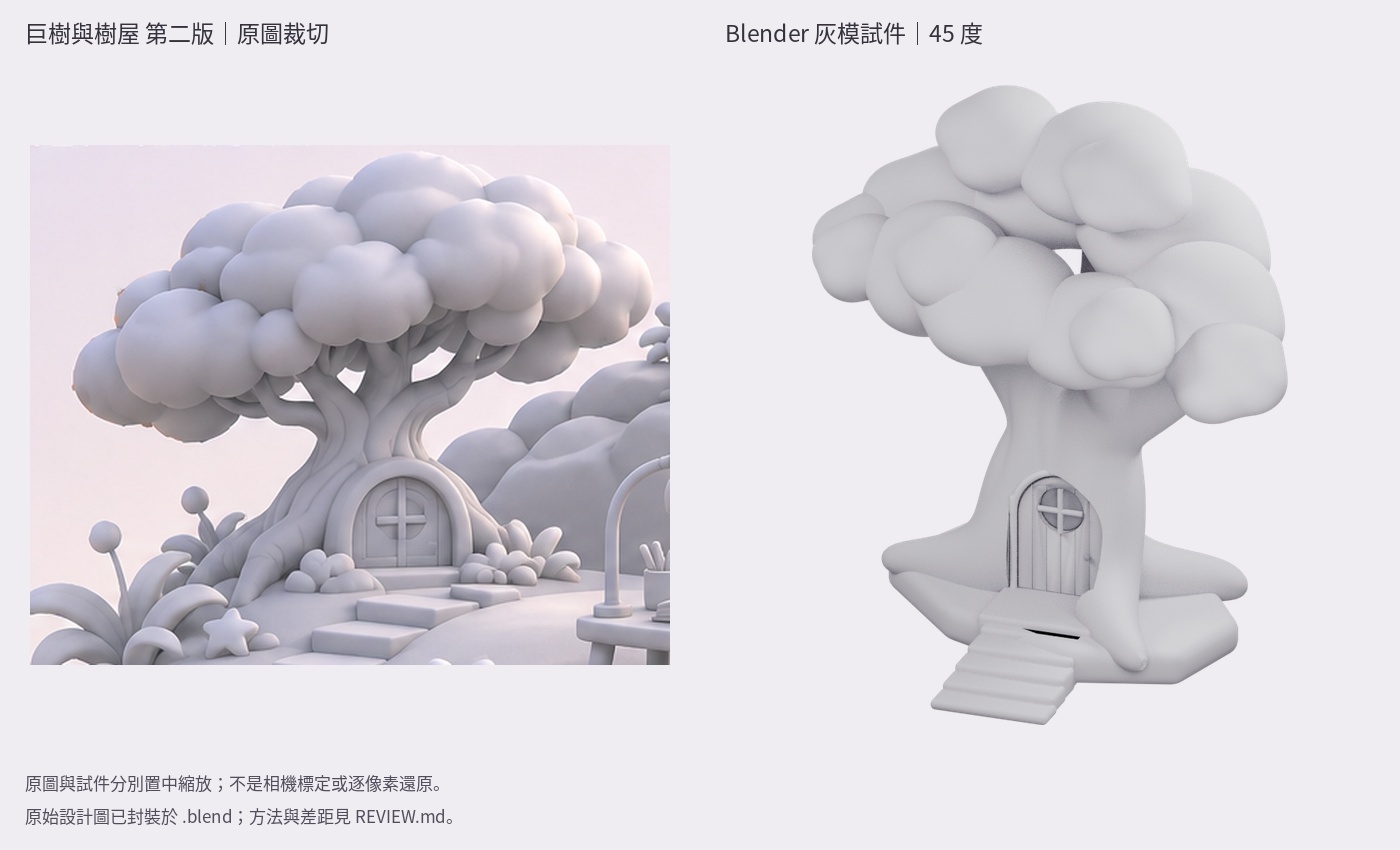 巨樹與樹屋 第二版｜原圖裁切
Blender 灰模試件｜45 度
原圖與試件分別置中縮放；不是相機標定或逐像素還原。
原始設計圖已封裝於 .blend；方法與差距見 REVIEW.md。